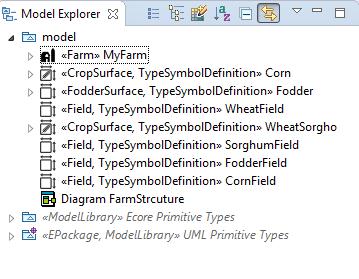 Model Explorer
model
«Farm» MyFarm
«CropSurface, TypeSymbolDefinition» Corn
«FodderSurface, TypeSymbolDefinition» Fodder
«Field, TypeSymbolDefinition» WheatField
«CropSurface, TypeSymbolDefinition» WheatSorgho
«Field, TypeSymbolDefinition» SorghumField
«Field, TypeSymbolDefinition» FodderField
«Field, TypeSymbolDefinition» CornField
Diagram FarmStrcuture
«ModelLibrary» Ecore Primitive Types
«EPackage, ModelLibrary» UML Primitive Types